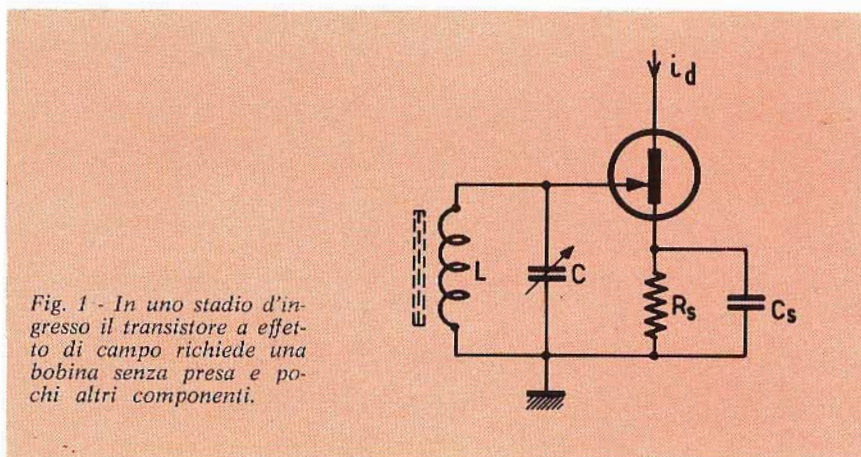 i_d
L
C
R_s
C_s
Fig. 1 - In uno stadio d'in-
gresso il transistore a effet-
to di campo richiede una
bobina senza presa e po-
chi altri componenti.